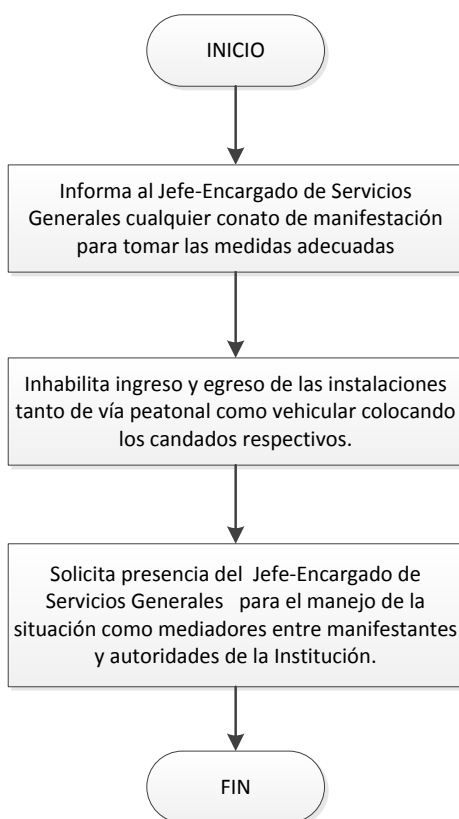 INICIO
Informa al Jefe-Encargado de Servicios
Generales cualquier conato de manifestación
para tomar las medidas adecuadas
Inhabilita ingreso y egreso de las instalaciones
tanto de vía peatonal como vehicular colocando
los candados respectivos.
Solicita presencia del Jefe-Encargado de
Servicios Generales para el manejo de la
situación como mediadores entre manifestantes
y autoridades de la Institución.
FIN